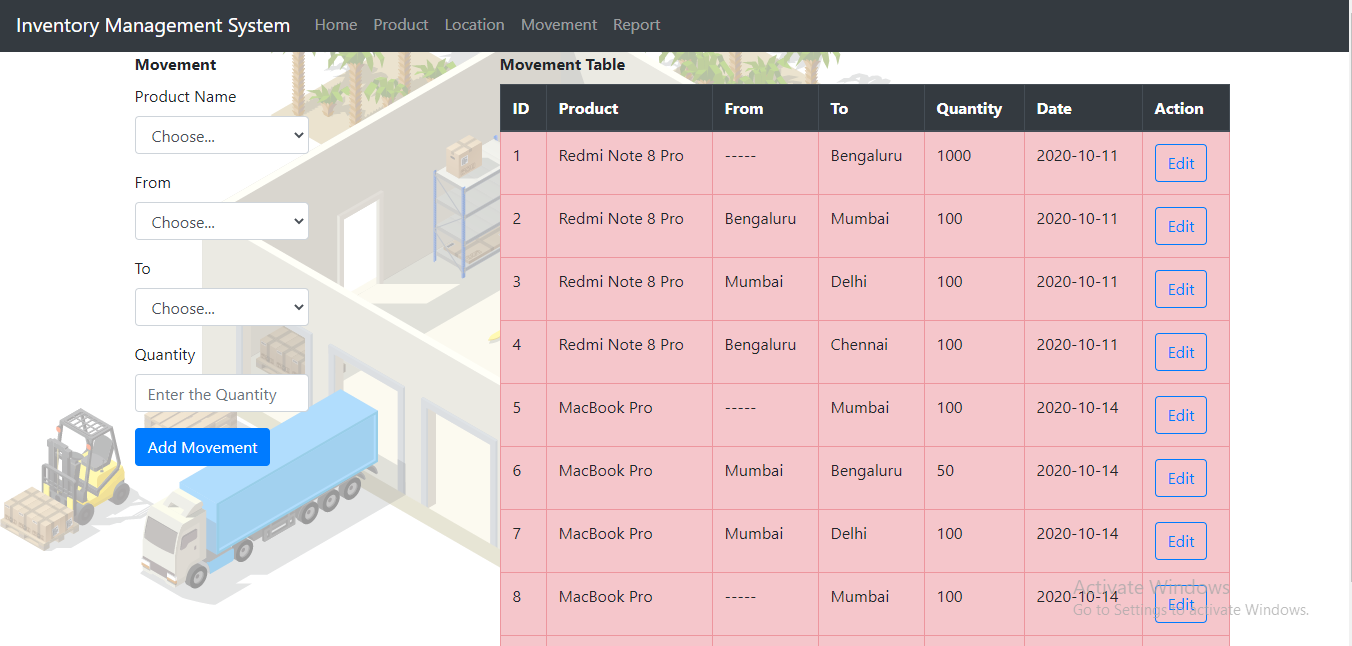 Inventory Management System Home Product Location Movement Report
Movement
Product Name
Choose...
From
Choose...
To
Choose...
Quantity
Enter the Quantity
Add Movement
Movement Table
ID Product From To Quantity Date Action
1 Redmi Note 8 Pro ----- Bengaluru 1000 2020-10-11 Edit
2 Redmi Note 8 Pro Bengaluru Mumbai 100 2020-10-11 Edit
3 Redmi Note 8 Pro Mumbai Delhi 100 2020-10-11 Edit
4 Redmi Note 8 Pro Bengaluru Chennai 100 2020-10-11 Edit
5 MacBook Pro ----- Mumbai 100 2020-10-14 Edit
6 MacBook Pro Mumbai Bengaluru 50 2020-10-14 Edit
7 MacBook Pro Mumbai Delhi 100 2020-10-14 Edit
8 MacBook Pro ----- Mumbai 100 2020-10-14 Edit
Activate Windows
Go to Settings to activate Windows.